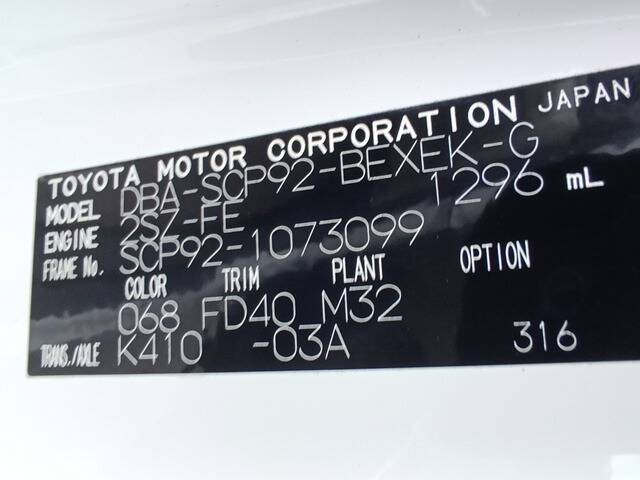 TOYOTA MOTOR CORPORATION JAPAN
MODEL DBA-SCP92-BEXEK-G
ENGINE 2SZ-FE 1296 mL
FRAME No. SCP92-1073099
COLOR TRIM PLANT OPTION
068 FD40 M32
TRANS./AXLE K410 -03A 316